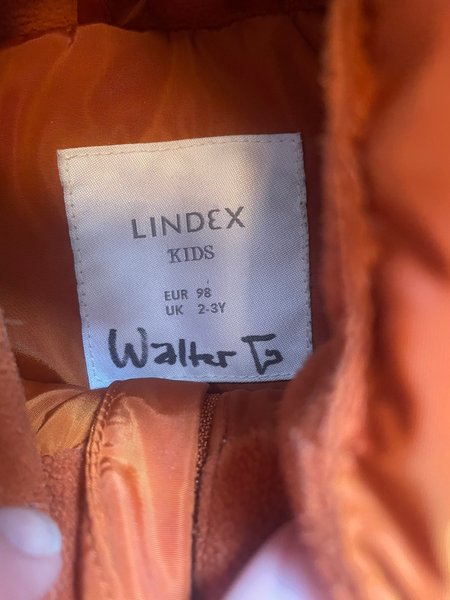 LINDEX
KIDS
EUR 98
UK 2-3Y
Walter